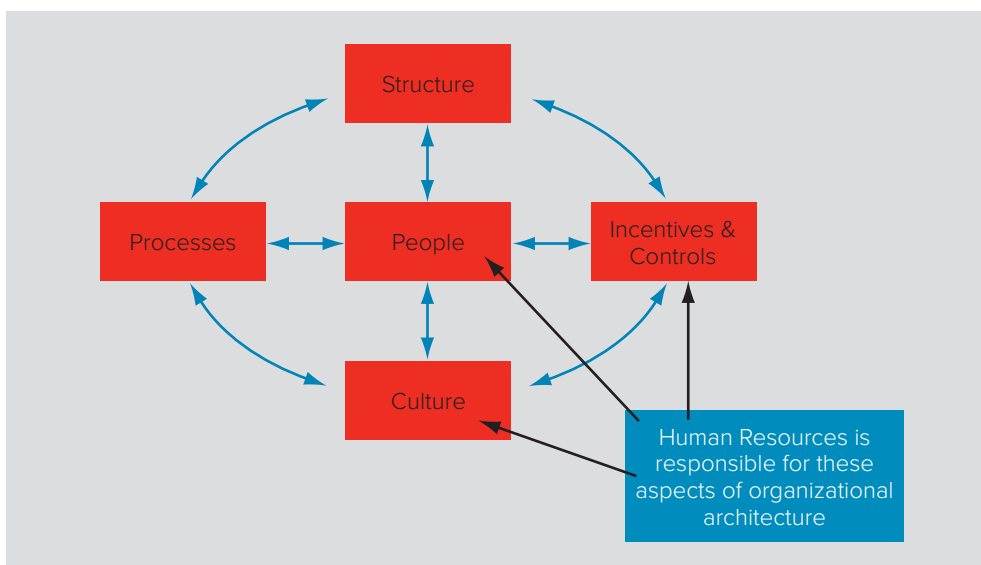 Structure
Processes
People
Incentives &
Controls
Culture
Human Resources is
responsible for these
aspects of organizational
architecture